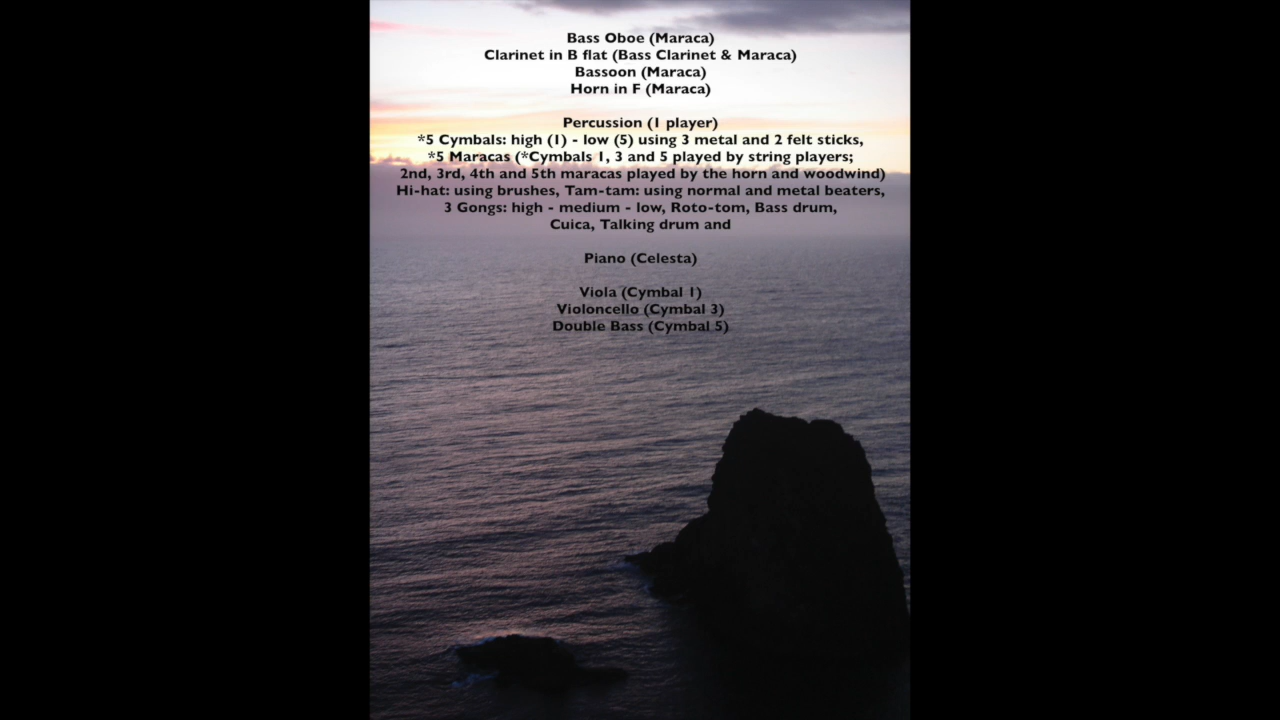 Bass Oboe (Maraca)
Clarinet in B flat (Bass Clarinet & Maraca)
Bassoon (Maraca)
Horn in F (Maraca)
Percussion (1 player)
*5 Cymbals: high (1) - low (5) using 3 metal and 2 felt sticks,
*5 Maracas (*Cymbals 1, 3 and 5 played by string players;
2nd, 3rd, 4th and 5th maracas played by the horn and woodwind)
Hi-hat: using brushes, Tam-tam: using normal and metal beaters,
3 Gongs: high - medium - low, Roto-tom, Bass drum,
Cuica, Talking drum and
Piano (Celesta)
Viola (Cymbal 1)
Violoncello (Cymbal 3)
Double Bass (Cymbal 5)